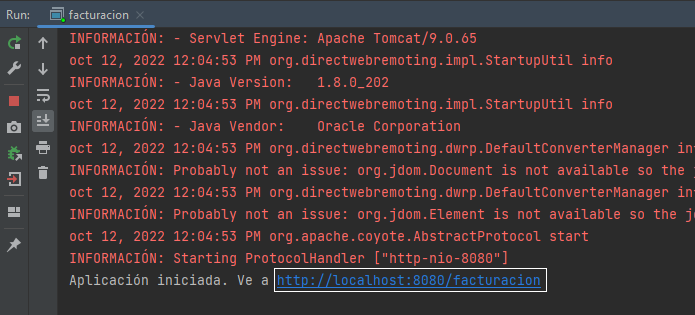 Run: facturacion
INFORMACIÓN: - Servlet Engine: Apache Tomcat/9.0.65
oct 12, 2022 12:04:53 PM org.directwebremoting.impl.StartupUtil info
INFORMACIÓN: - Java Version:   1.8.0_202
oct 12, 2022 12:04:53 PM org.directwebremoting.impl.StartupUtil info
INFORMACIÓN: - Java Vendor:    Oracle Corporation
oct 12, 2022 12:04:53 PM org.directwebremoting.dwrp.DefaultConverterManager in
INFORMACIÓN: Probably not an issue: org.jdom.Document is not available so the
oct 12, 2022 12:04:53 PM org.directwebremoting.dwrp.DefaultConverterManager in
INFORMACIÓN: Probably not an issue: org.jdom.Element is not available so the
oct 12, 2022 12:04:53 PM org.apache.coyote.AbstractProtocol start
INFORMACIÓN: Starting ProtocolHandler ["http-nio-8080"]
Aplicación iniciada. Ve a http://localhost:8080/facturacion